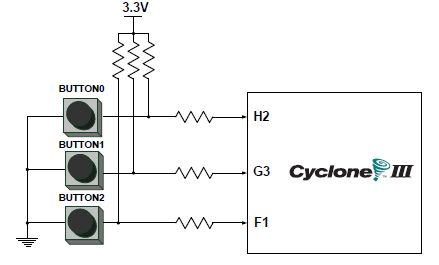 3.3V
BUTTON0
H2
BUTTON1
G3
Cyclone III
BUTTON2
F1